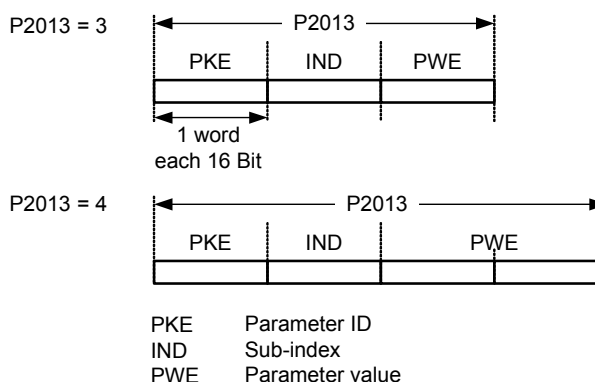 P2013 = 3
P2013
PKE IND PWE
1 word
each 16 Bit
P2013 = 4
P2013
PKE IND PWE
PKE Parameter ID
IND Sub-index
PWE Parameter value